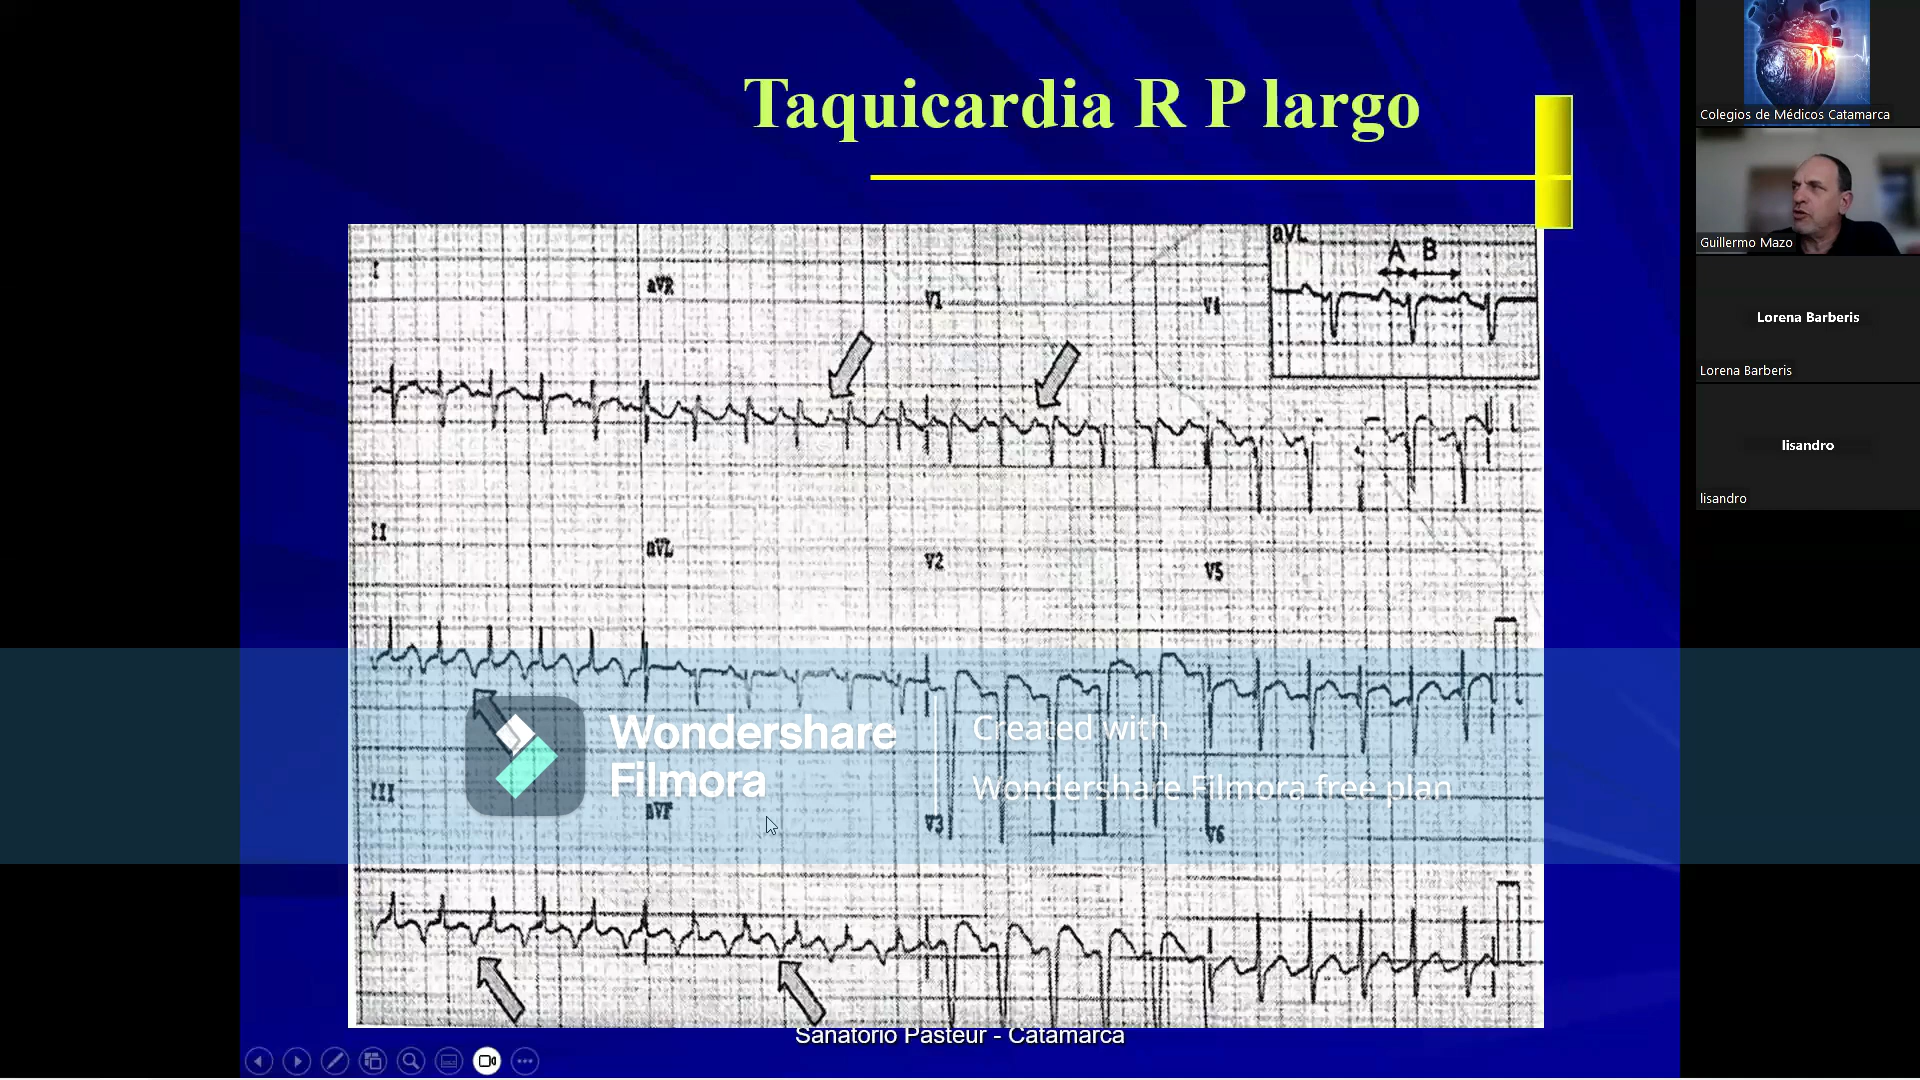 Taquicardia R P largo
I
aVR
V1
V4
aVL
A B
II
aVL
V2
V5
III
aVF
V3
V6
Wondershare
Filmora
Created with
Wondershare Filmora free plan
Sanatorio Pasteur - Catamarca
Colegios de Médicos Catamarca
Guillermo Mazo
Lorena Barberis
Lorena Barberis
lisandro
lisandro